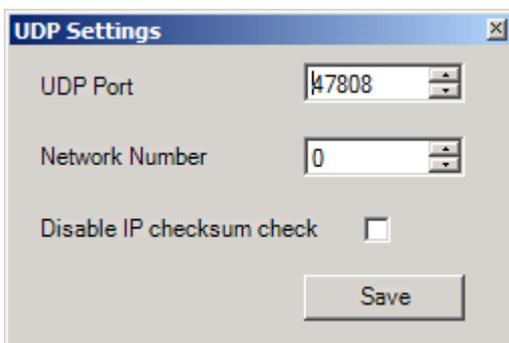 UDP Settings
UDP Port 47808
Network Number 0
Disable IP checksum check
Save